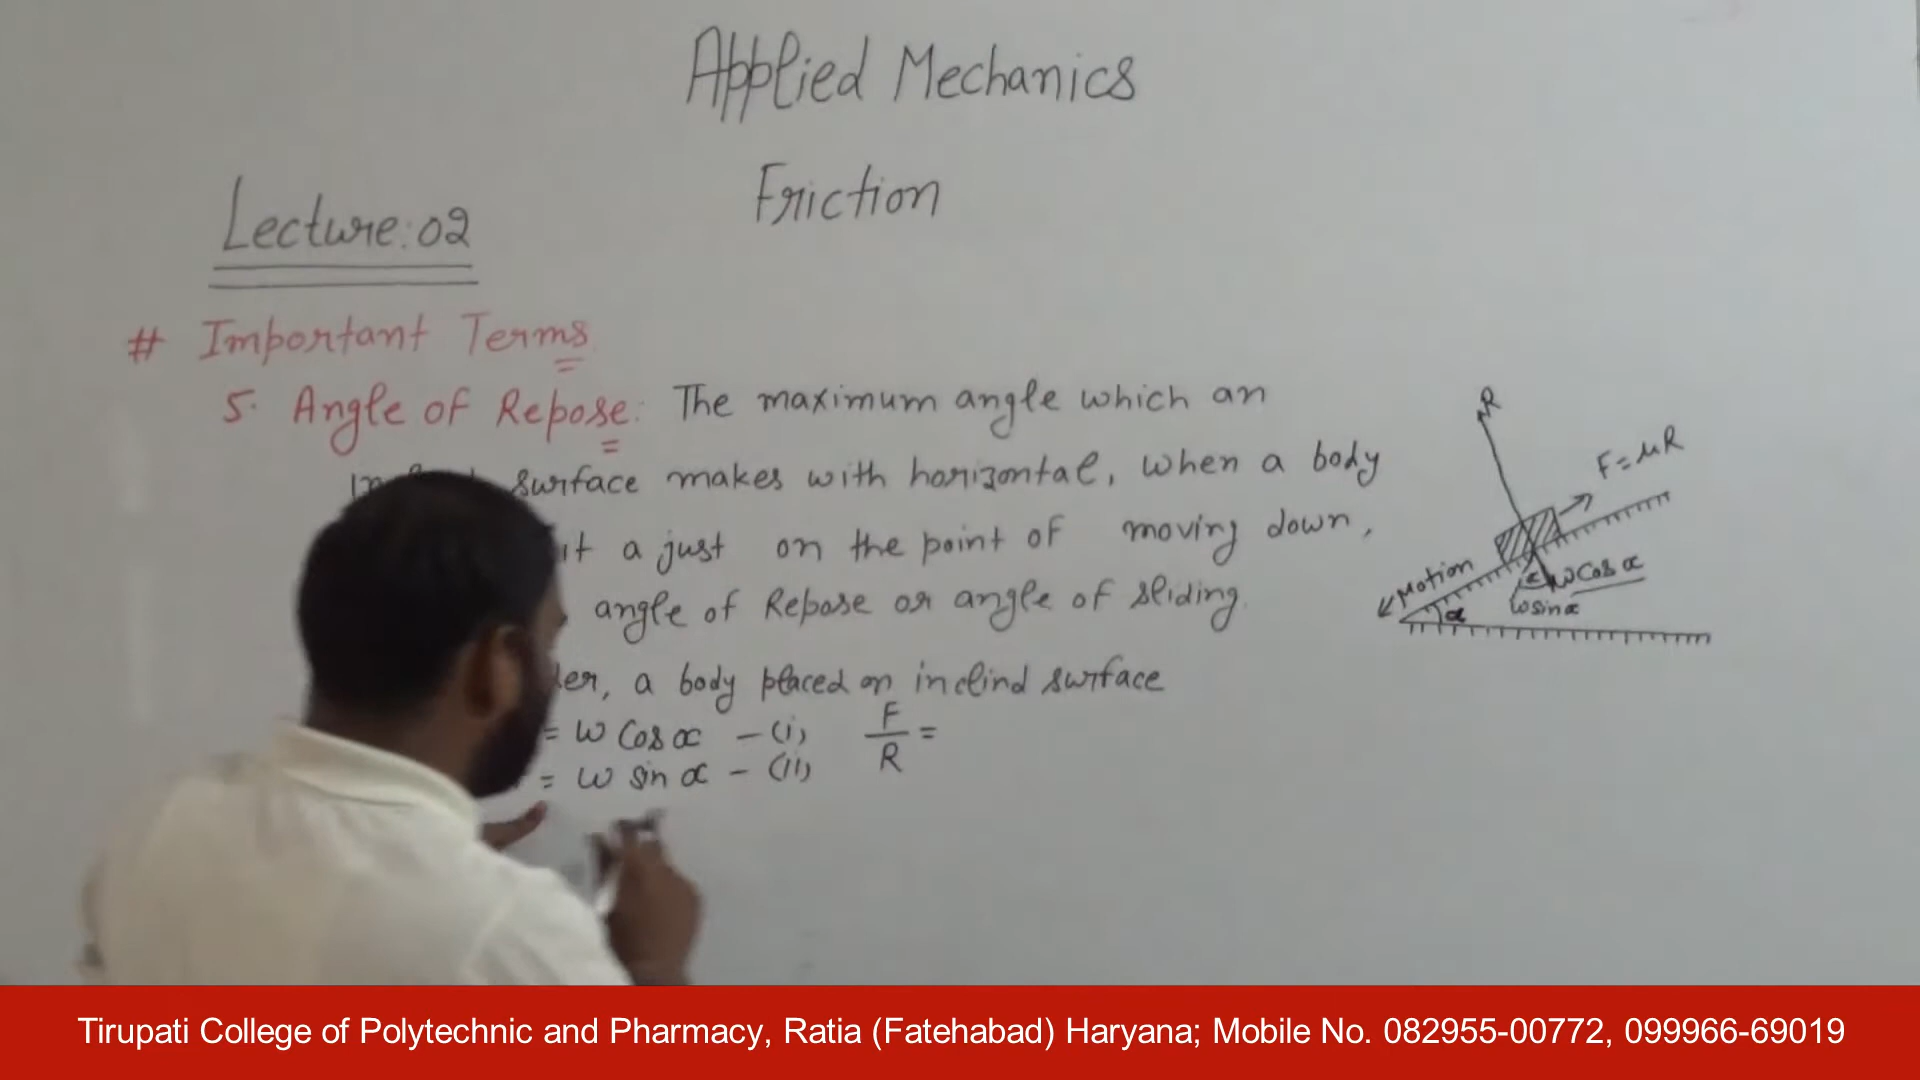 Applied Mechanics
Friction
Lecture:02
# Important Terms
5. Angle of Repose: The maximum angle which an
surface makes with horizontal, when a body
it a just on the point of moving down,
angle of Repose or angle of sliding.
a body placed on inclind surface
= W Cos α - (i), F/R =
= W sin α - (ii)
R
F = μR
Motion
α
α
W Cos α
W sin α
Tirupati College of Polytechnic and Pharmacy, Ratia (Fatehabad) Haryana; Mobile No. 082955-00772, 099966-69019